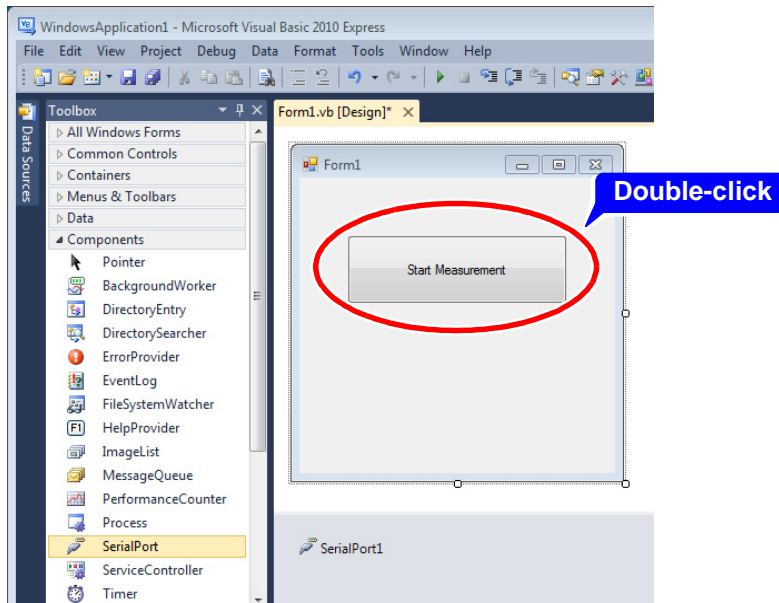 WindowsApplication1 - Microsoft Visual Basic 2010 Express
File Edit View Project Debug Data Format Tools Window Help
Data Sources
Toolbox
All Windows Forms
Common Controls
Containers
Menus & Toolbars
Data
Components
Pointer
BackgroundWorker
DirectoryEntry
DirectorySearcher
ErrorProvider
EventLog
FileSystemWatcher
F1 HelpProvider
ImageList
MessageQueue
PerformanceCounter
Process
SerialPort
ServiceController
Timer
Form1.vb [Design]*
Form1
Double-click
Start Measurement
SerialPort1